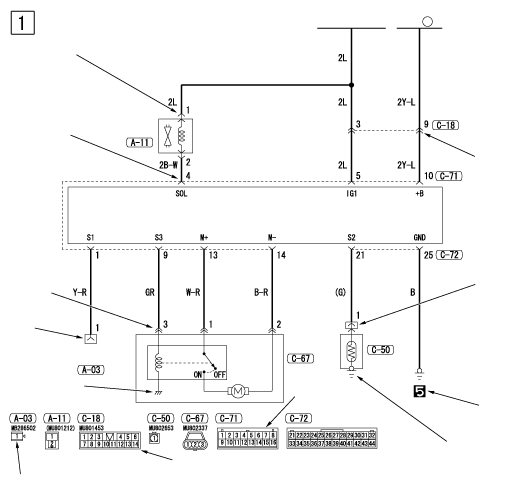 1
2L
2L
2L
2Y-L
1
3
9
C-18
A-11
2B-W
2
4
2L
5
2Y-L
10
C-71
SOL
IG1
+B
S1
S3
M+
M-
S2
GND
1
9
13
14
21
25
C-72
Y-R
GR
W-R
B-R
(G)
B
1
3
1
2
1
A-03
ON
OFF
M
C-67
C-50
5
A-03
A-11
C-18
C-50
C-67
C-71
C-72
MB286502
(MU801212)
MU801453
MU802653
MU802337
1
1
2
1 2 3 4 5 6
7 8 9 10 11 12 13 14
1
1 2 3
1 2 3 4 5 6 7 8
9 10 11 12 13 14 15 16
21 22 23 24 25 26 27 28 29 30 31 32
33 34 35 36 37 38 39 40 41 42 43 44